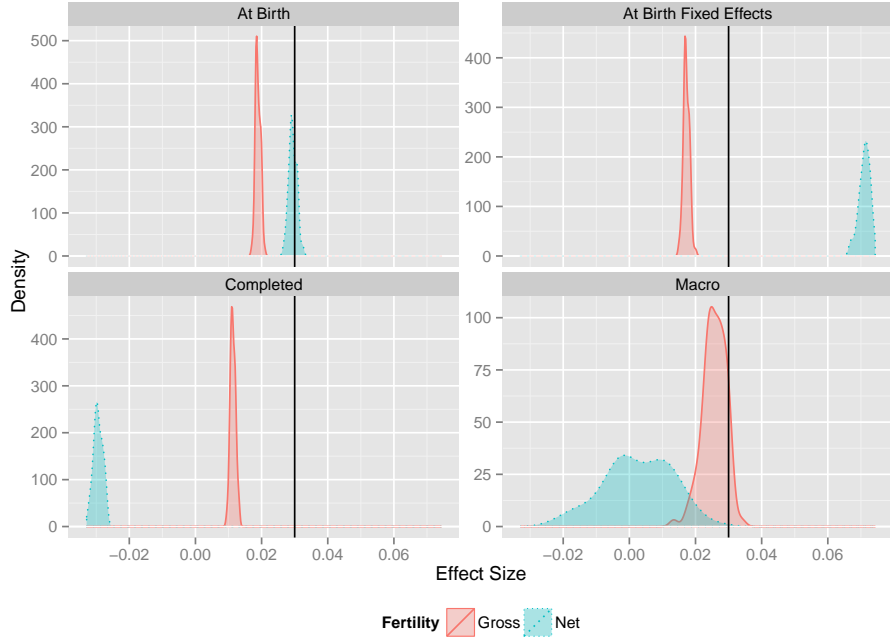 At Birth
At Birth Fixed Effects
500
400
300
200
100
0
400
300
200
100
0
Completed
Macro
400
300
200
100
0
100
75
50
25
0
−0.02 0.00 0.02 0.04 0.06
−0.02 0.00 0.02 0.04 0.06
Density
Effect Size
Fertility Gross Net